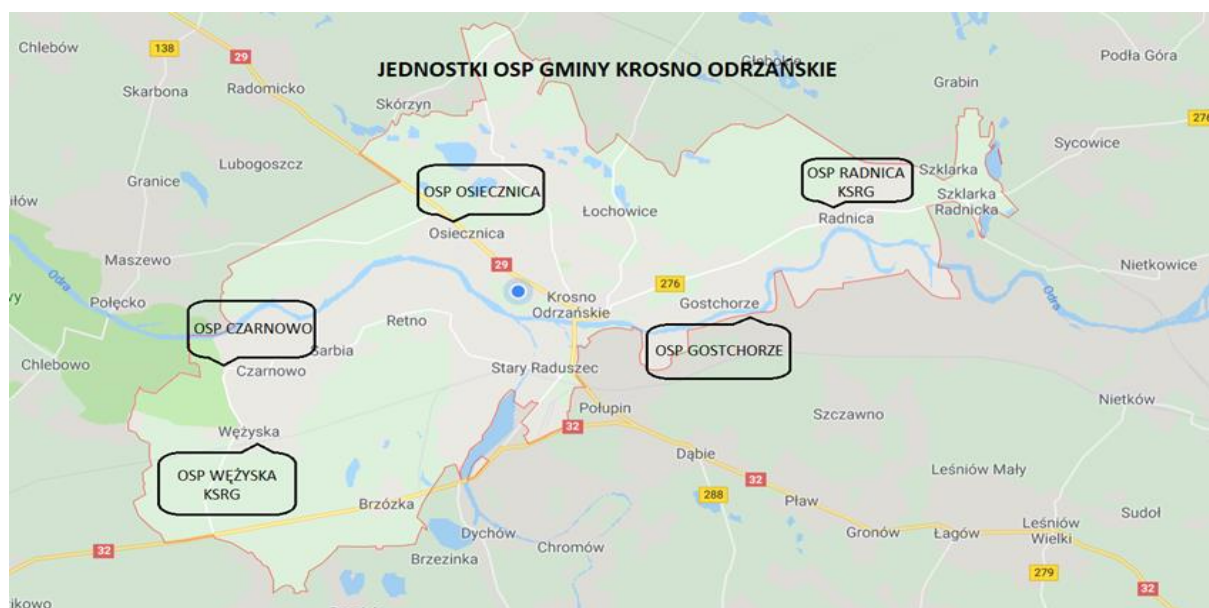 JEDNOSTKI OSP GMINY KROSNO ODRZAŃSKIE
Chlebów
138
29
Radomicko
Skarbona
Skórzyn
Podła Góra
Grabin
276
Sycowice
Lubogoszcz
Granice
OSP OSIECZNICA
Osiecznica
Łochowice
OSP RADNICA
KSRG
Radnica
Szklarka
Szklarka
Radnicka
Maszewo
Połęcko
Odra
29
276
Nietkowice
Odra
Krosno
Odrzańskie
Gostchorze
OSP GOSTCHORZE
OSP CZARNOWO
Retno
Chlebowo
Czarnowo
Stary Raduszec
Wężyska
OSP WĘŻYSKA
KSRG
Połupin
32
Szczawno
Nietków
Dąbie
288
32
Pław
Leśniów Mały
Gronów
Łagów
Leśniów
Wielki
Sudoł
279
32
Brzózka
32
Dychów
Brzezinka
Chromów